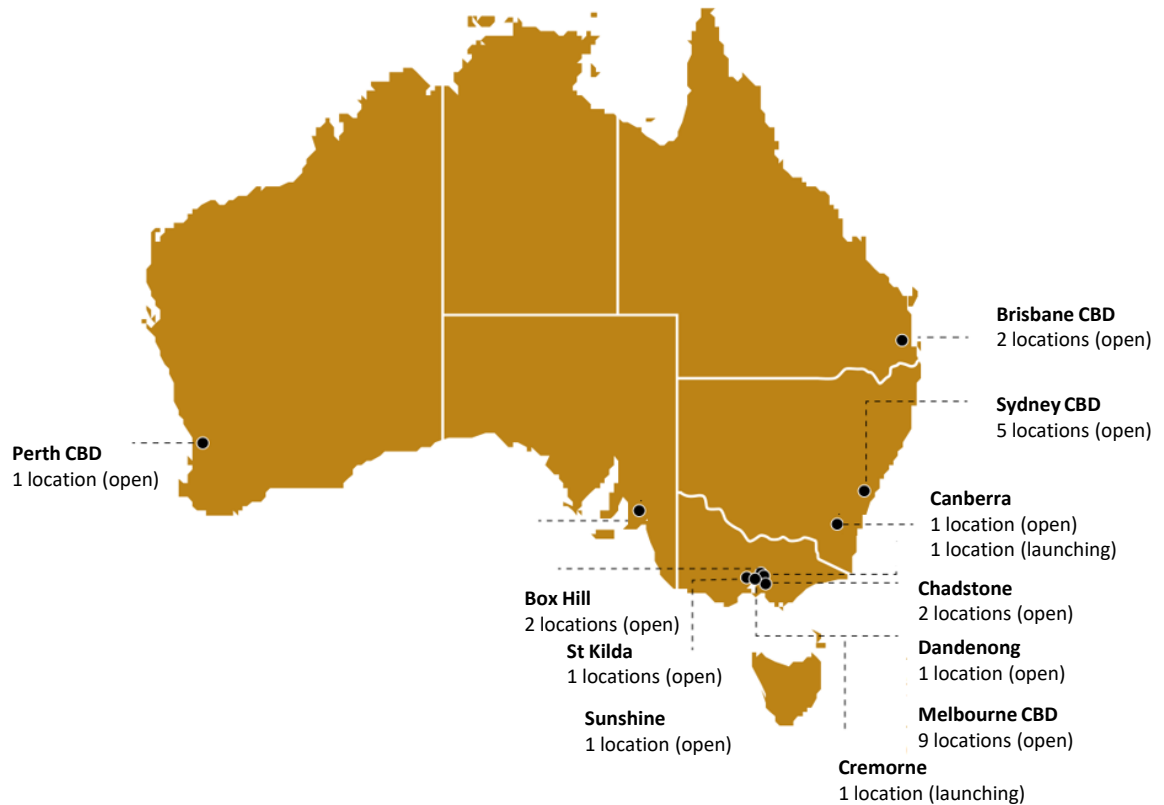 Brisbane CBD
2 locations (open)
Sydney CBD
5 locations (open)
Perth CBD
1 location (open)
Canberra
1 location (open)
1 location (launching)
Chadstone
2 locations (open)
Box Hill
2 locations (open)
St Kilda
1 locations (open)
Dandenong
1 location (open)
Sunshine
1 location (open)
Melbourne CBD
9 locations (open)
Cremorne
1 location (launching)